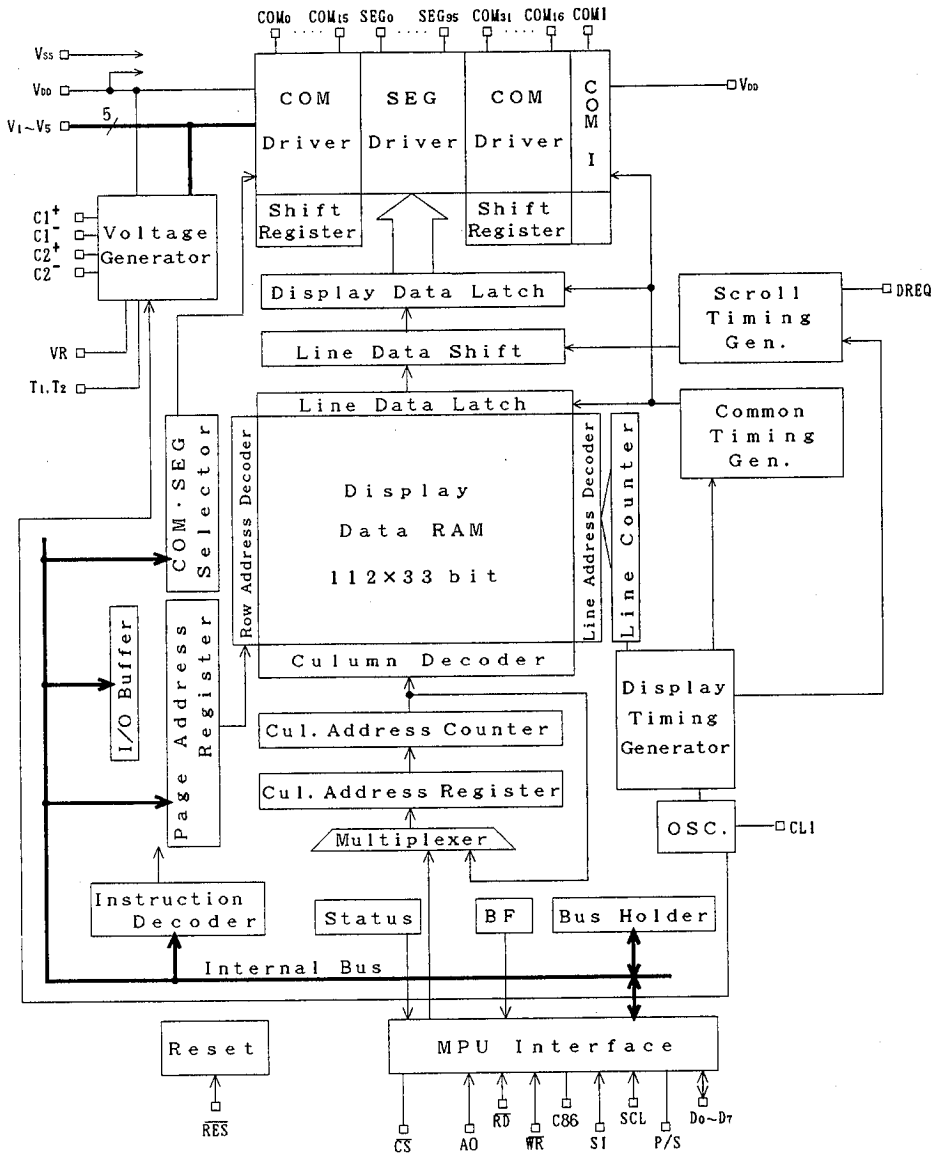 COM0 COM15 SEG0 SEG95 COM31 COM16 COMI
VSS
VDD
VDD
V1~V5
5
COM
Driver
SEG
Driver
COM
Driver
COM I
Shift
Register
Shift
Register
C1+
C1-
C2+
C2-
Voltage
Generator
VR
T1.T2
Display Data Latch
Line Data Shift
Line Data Latch
Scroll
Timing
Gen.
DREQ
Common
Timing
Gen.
COM·SEG
Selector
Row Address Decoder
Display
Data RAM
112×33 bit
Line Address Decoder
Line Counter
I/O Buffer
Page Address
Register
Culumn Decoder
Cul. Address Counter
Cul. Address Register
Multiplexer
Display
Timing
Generator
OSC.
CL1
Instruction
Decoder
Status
BF
Bus Holder
Internal Bus
Reset
MPU Interface
RES
CS
A0
RD
WR
C86
SI
SCL
P/S
D0~D7